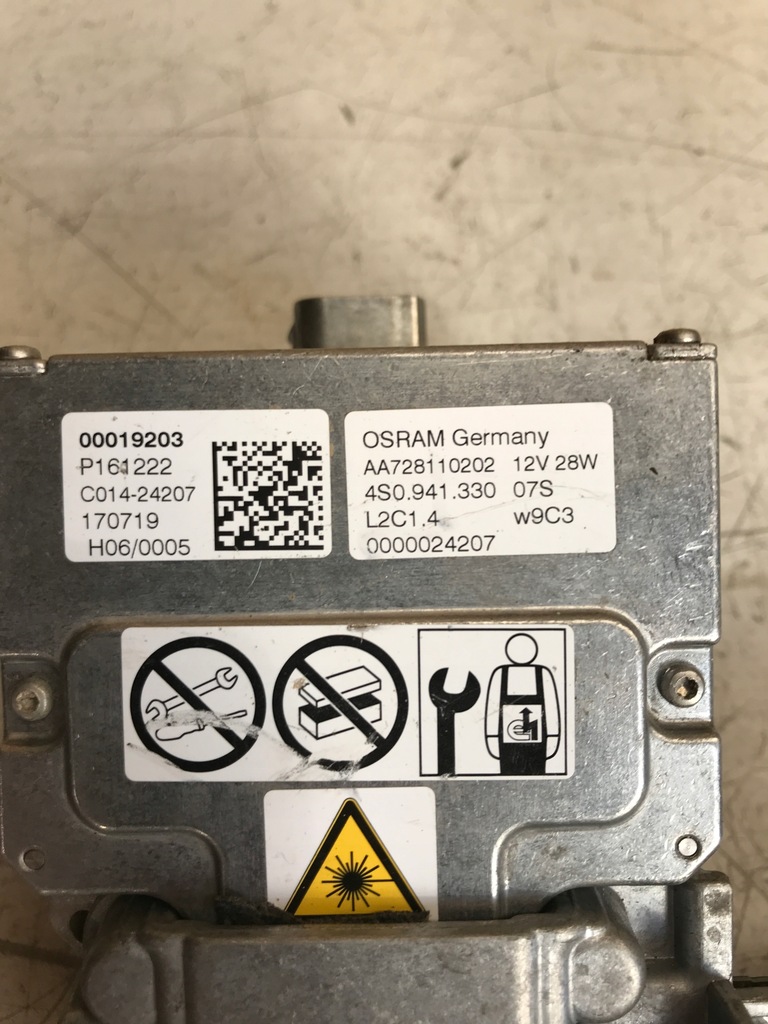 00019203
P161222
C014-24207
170719
H06/0005
OSRAM Germany
AA728110202 12V 28W
4S0.941.330 07S
L2C1.4 w9C3
0000024207